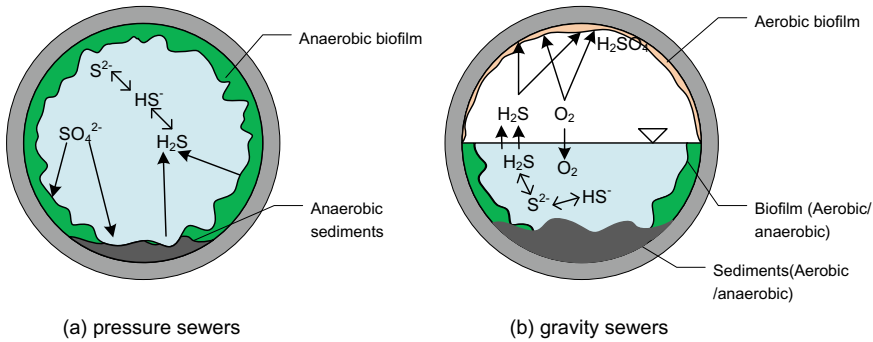 Anaerobic biofilm
S²⁻
HS⁻
SO₄²⁻
H₂S
Anaerobic
sediments
(a) pressure sewers
Aerobic biofilm
H₂SO₄
H₂S
O₂
H₂S
O₂
S²⁻
HS⁻
Biofilm (Aerobic/
anaerobic)
Sediments(Aerobic
/anaerobic)
(b) gravity sewers